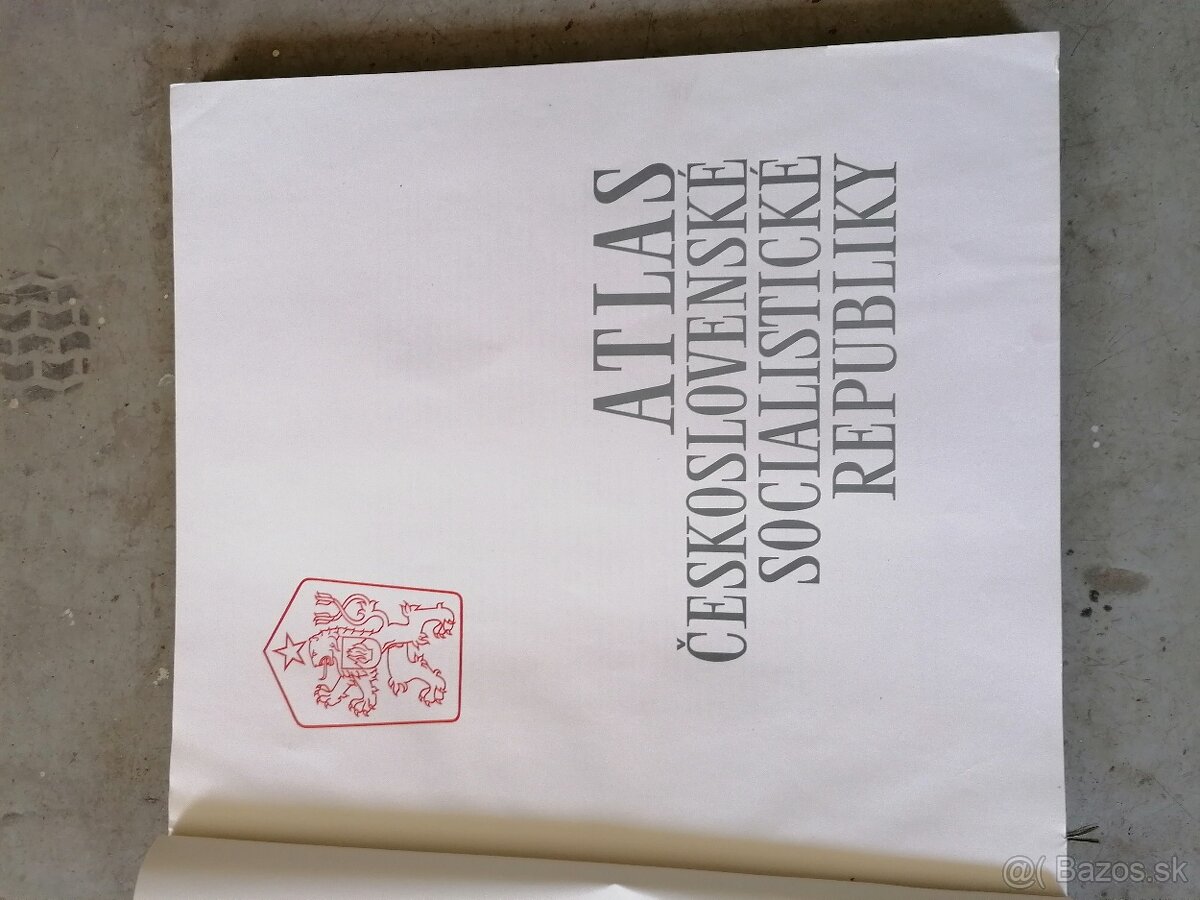 ATLAS
ČESKOSLOVENSKÉ
SOCIALISTICKÉ
REPUBLIKY
@( Bazos.sk